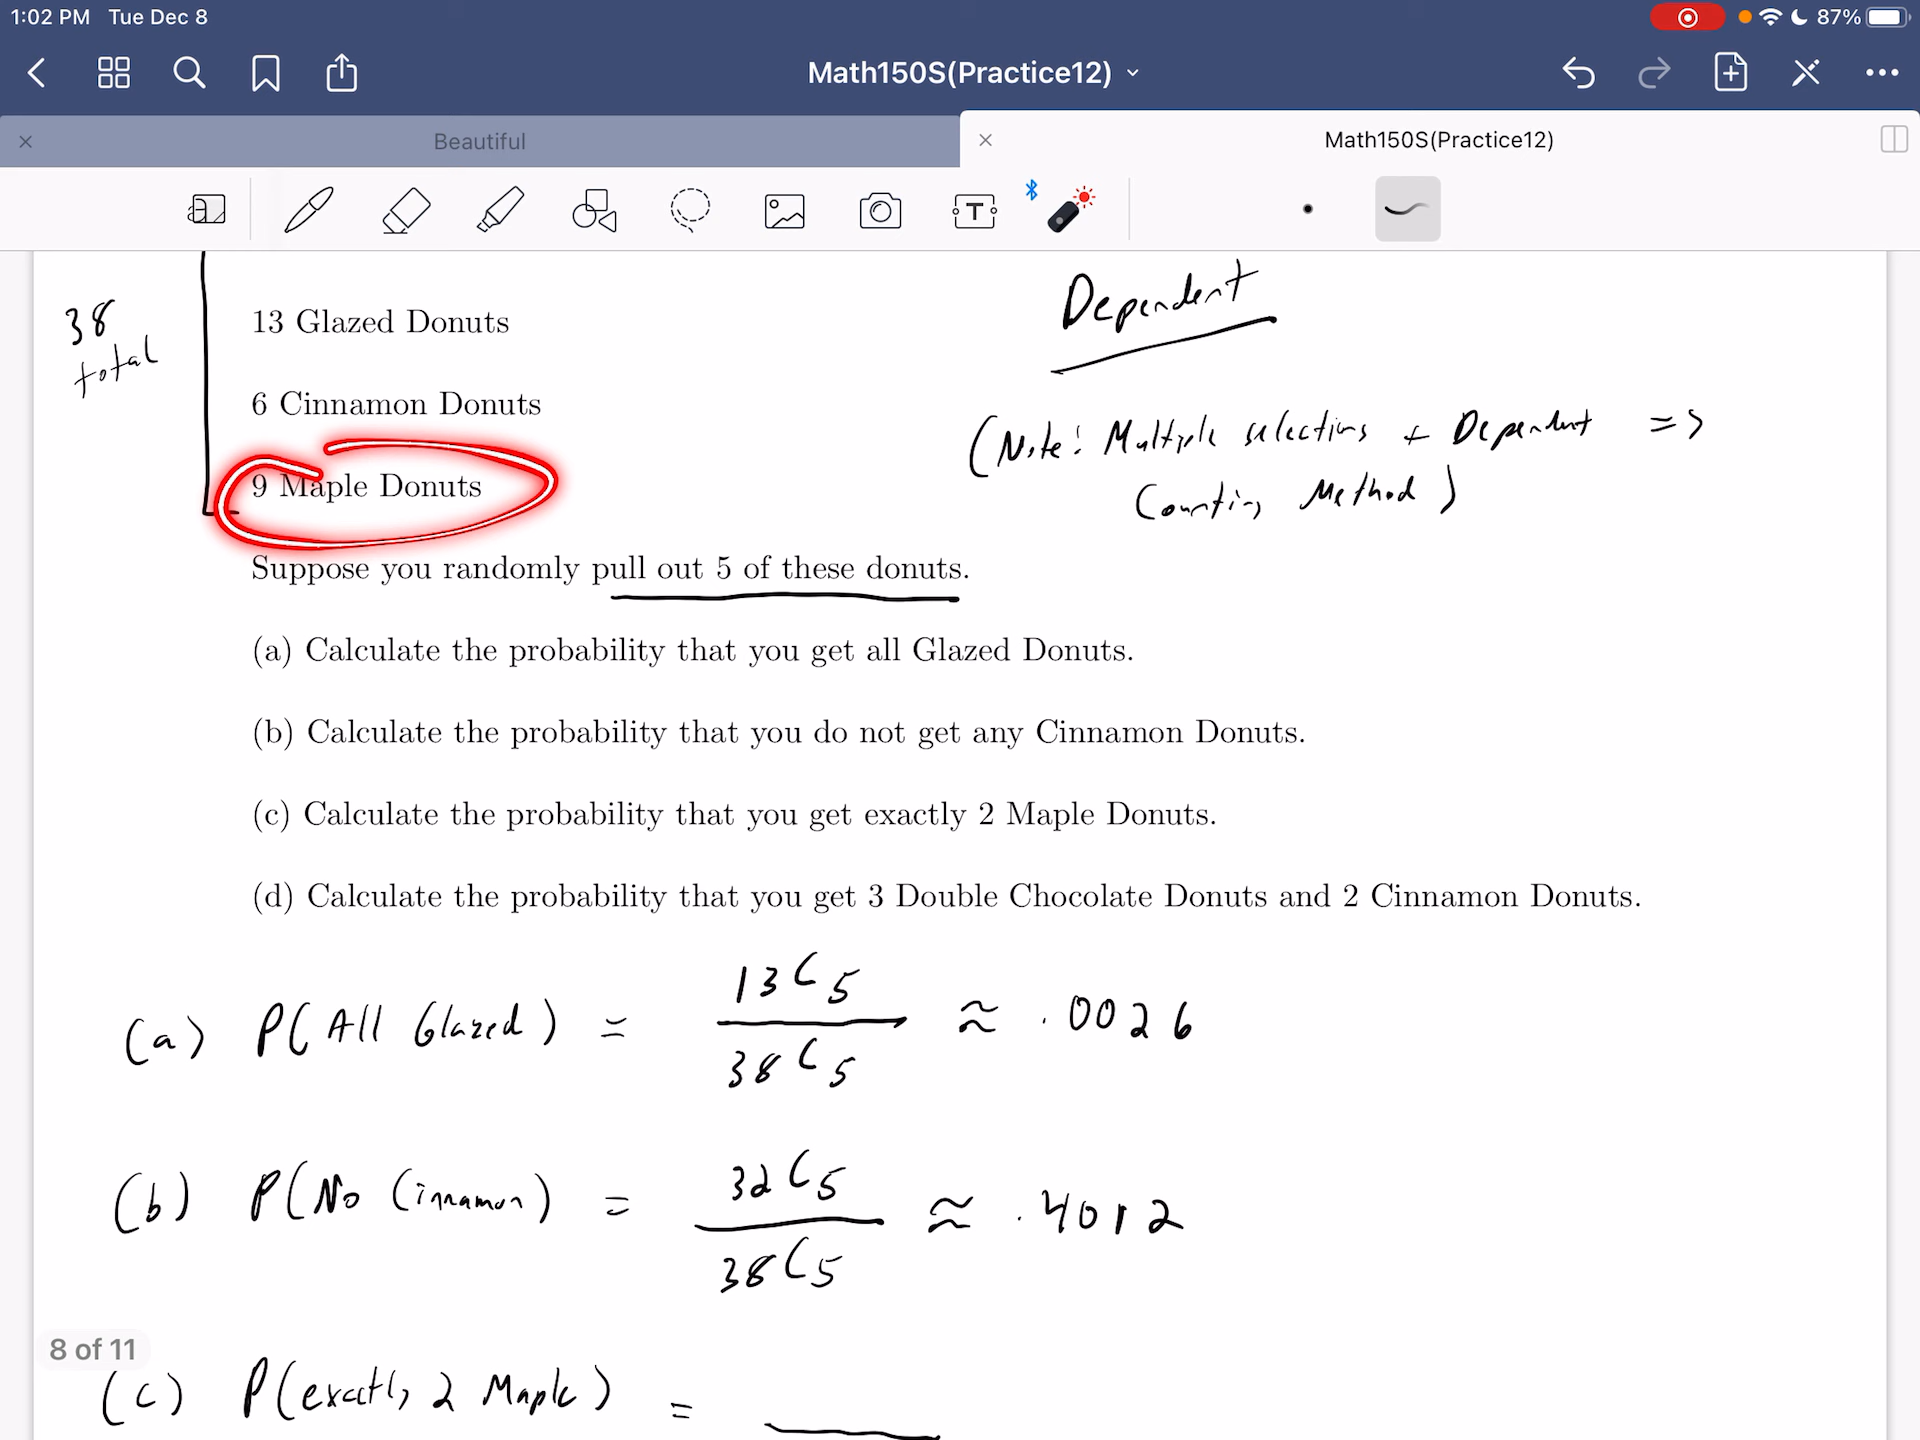 1:02 PM Tue Dec 8
87%
Math150S(Practice12)
Beautiful
Math150S(Practice12)
T
38 total
13 Glazed Donuts
6 Cinnamon Donuts
9 Maple Donuts
Dependent
(Note: Multiple selections + Dependent =>
Counting Method)
Suppose you randomly pull out 5 of these donuts.
(a) Calculate the probability that you get all Glazed Donuts.
(b) Calculate the probability that you do not get any Cinnamon Donuts.
(c) Calculate the probability that you get exactly 2 Maple Donuts.
(d) Calculate the probability that you get 3 Double Chocolate Donuts and 2 Cinnamon Donuts.
(a) P(All Glazed) = 13C5 / 38C5 ≈ .0026
(b) P(No Cinnamon) = 32C5 / 38C5 ≈ .4012
8 of 11
(c) P(exactly 2 Maple) =